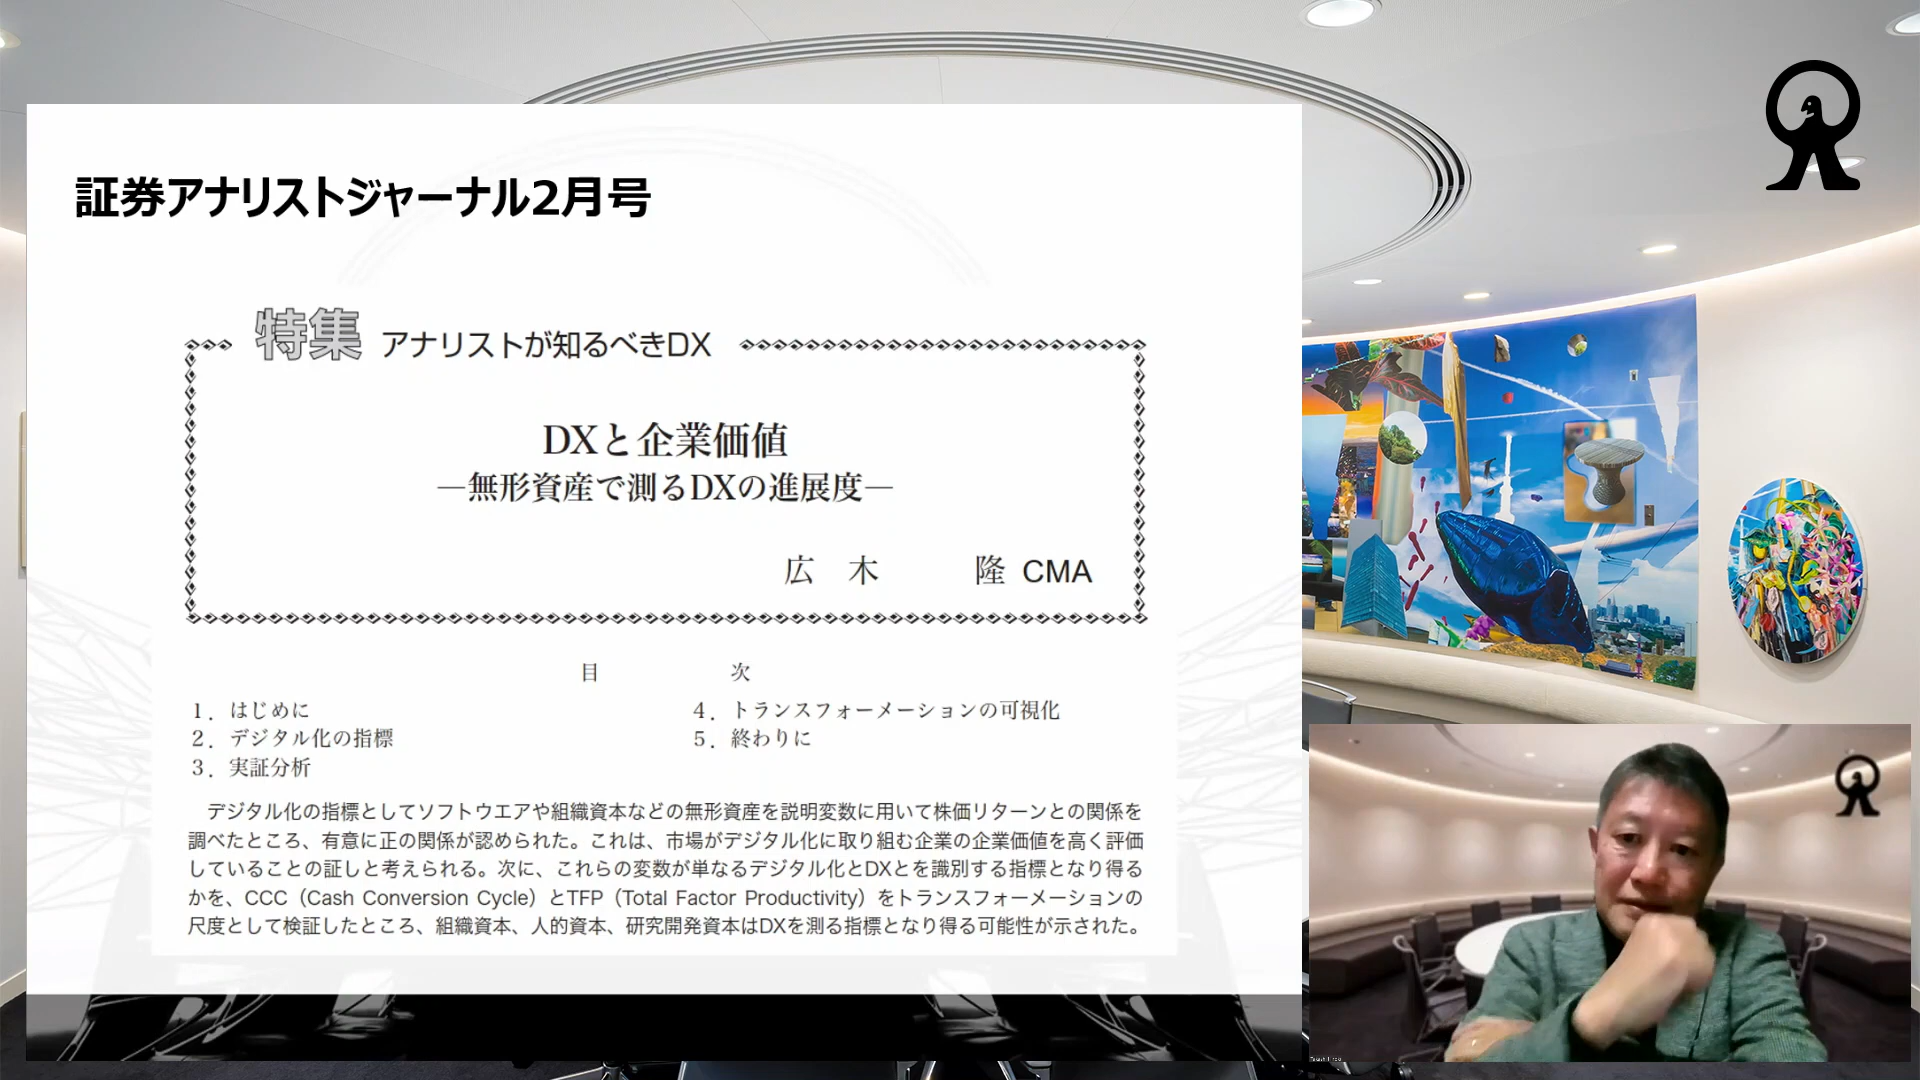 証券アナリストジャーナル2月号
特集 アナリストが知るべきDX
DXと企業価値
―無形資産で測るDXの進展度―
広 木 隆 CMA
目 次
1．はじめに
2．デジタル化の指標
3．実証分析
4．トランスフォーメーションの可視化
5．終わりに
デジタル化の指標としてソフトウエアや組織資本などの無形資産を説明変数に用いて株価リターンとの関係を
調べたところ、有意に正の関係が認められた。これは、市場がデジタル化に取り組む企業の企業価値を高く評価
していることの証しと考えられる。次に、これらの変数が単なるデジタル化とDXとを識別する指標となり得る
かを、CCC（Cash Conversion Cycle）とTFP（Total Factor Productivity）をトランスフォーメーションの
尺度として検証したところ、組織資本、人的資本、研究開発資本はDXを測る指標となり得る可能性が示された。